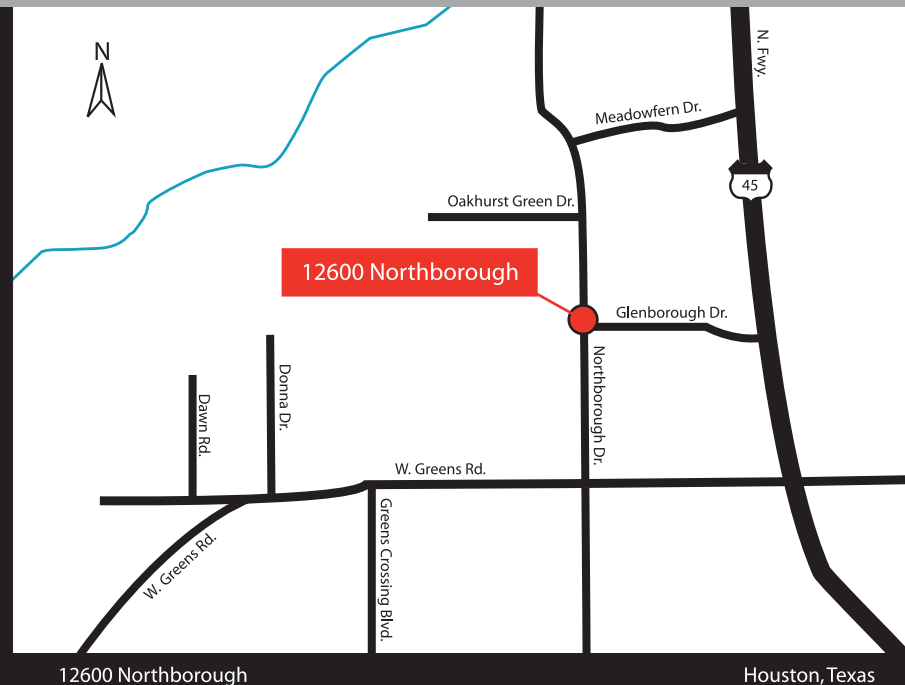 N
N. Fwy.
Meadowfern Dr.
45
Oakhurst Green Dr.
12600 Northborough
Glenborough Dr.
Northborough Dr.
Donna Dr.
Dawn Rd.
W. Greens Rd.
W. Greens Rd.
Greens Crossing Blvd.
12600 Northborough
Houston, Texas